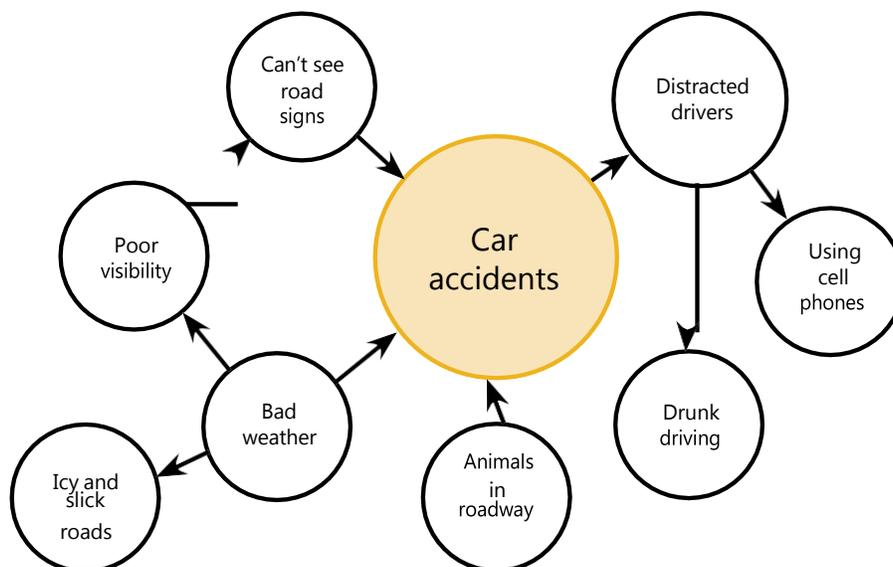 Can't see
road
signs
Distracted
drivers
Car
accidents
Poor
visibility
Using
cell
phones
Bad
weather
Drunk
driving
Icy and
slick
roads
Animals
in
roadway